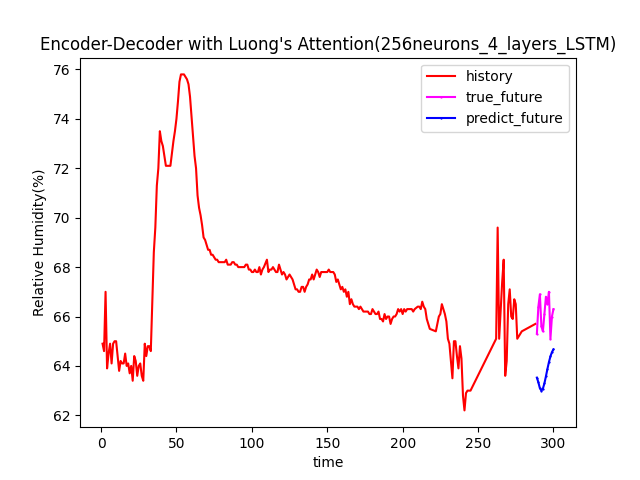 Encoder-Decoder with Luong's Attention(256neurons_4_layers_LSTM)
history
true_future
predict_future
Relative Humidity(%)
76
74
72
70
68
66
64
62
0 50 100 150 200 250 300
time